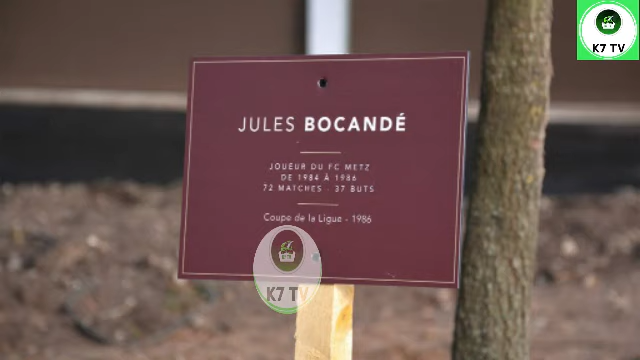 K7 TV
JULES BOCANDÉ
JOUEUR DU FC METZ
DE 1984 À 1986
72 MATCHES - 37 BUTS
Coupe de la Ligue - 1986
K7 TV